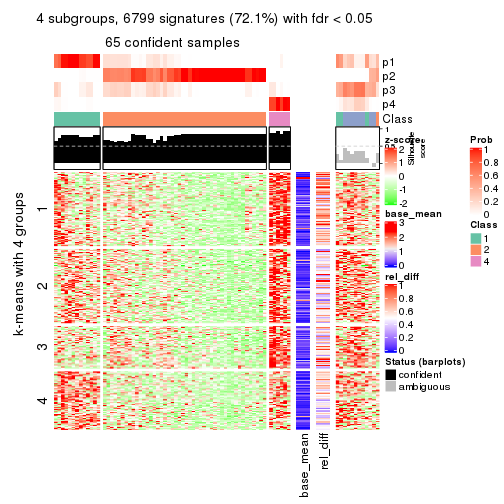 4 subgroups, 6799 signatures (72.1%) with fdr < 0.05
65 confident samples
p1
p2
p3
p4
Class
1
Silhouette
score
k-means with 4 groups
1
2
3
4
base_mean
rel_diff
z-score
2
1
0
-1
-2
base_mean
3
2
1
0
rel_diff
1
0.8
0.6
0.4
0.2
0
Status (barplots)
confident
ambiguous
Prob
1
0.8
0.6
0.4
0.2
0
Class
1
2
4